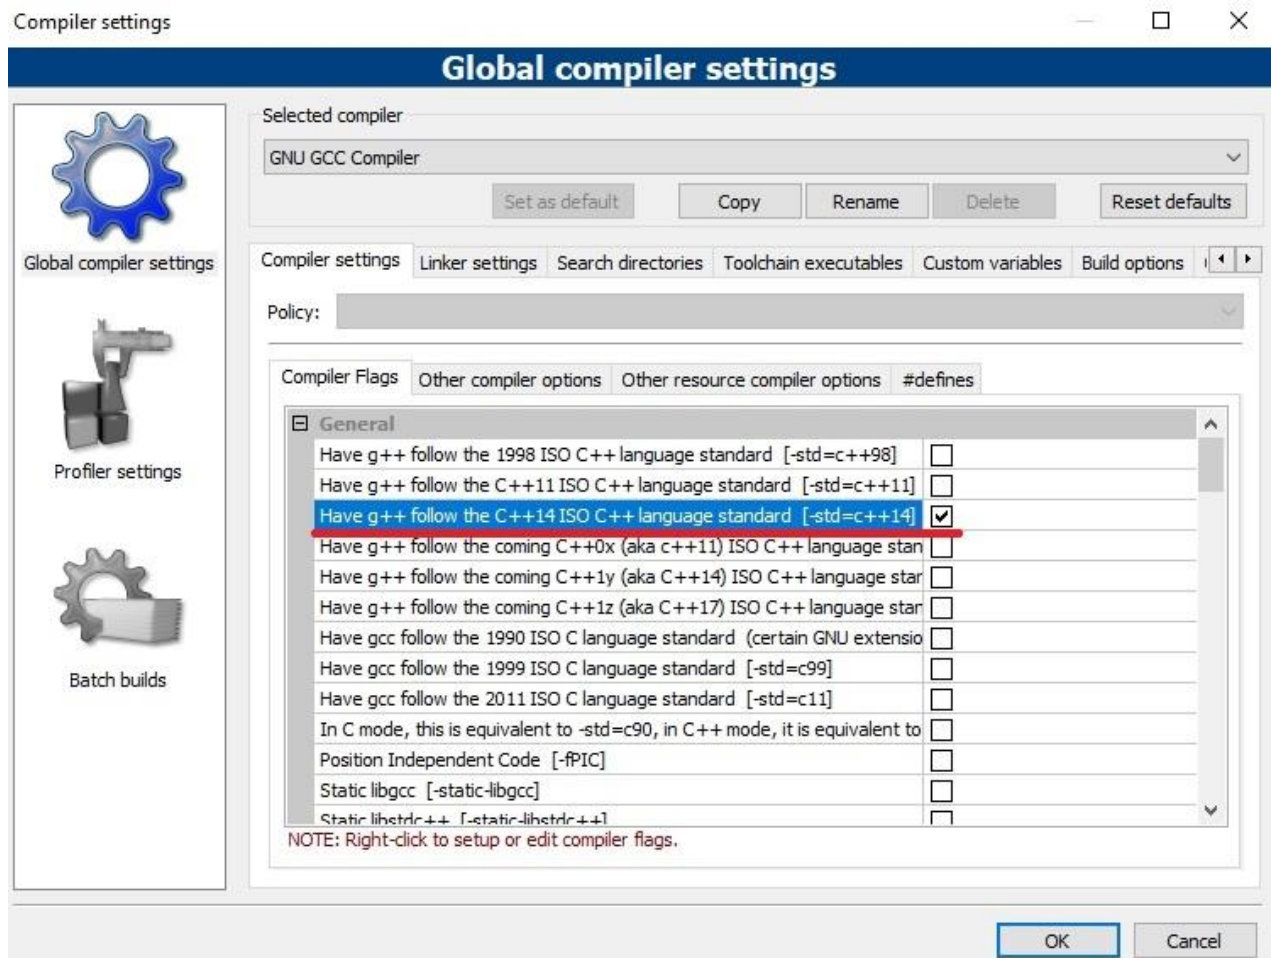 Compiler settings
Global compiler settings
Global compiler settings
Profiler settings
Batch builds
Selected compiler
GNU GCC Compiler
Set as default Copy Rename Delete Reset defaults
Compiler settings Linker settings Search directories Toolchain executables Custom variables Build options
Policy:
Compiler Flags Other compiler options Other resource compiler options #defines
General
Have g++ follow the 1998 ISO C++ language standard [-std=c++98]
Have g++ follow the C++11 ISO C++ language standard [-std=c++11]
Have g++ follow the C++14 ISO C++ language standard [-std=c++14]
Have g++ follow the coming C++0x (aka c++11) ISO C++ language stan
Have g++ follow the coming C++1y (aka C++14) ISO C++ language star
Have g++ follow the coming C++1z (aka C++17) ISO C++ language star
Have gcc follow the 1990 ISO C language standard (certain GNU extensio
Have gcc follow the 1999 ISO C language standard [-std=c99]
Have gcc follow the 2011 ISO C language standard [-std=c11]
In C mode, this is equivalent to -std=c90, in C++ mode, it is equivalent to
Position Independent Code [-fPIC]
Static libgcc [-static-libgcc]
Static libstdc++ [-static-libstdc++]
NOTE: Right-click to setup or edit compiler flags.
OK Cancel